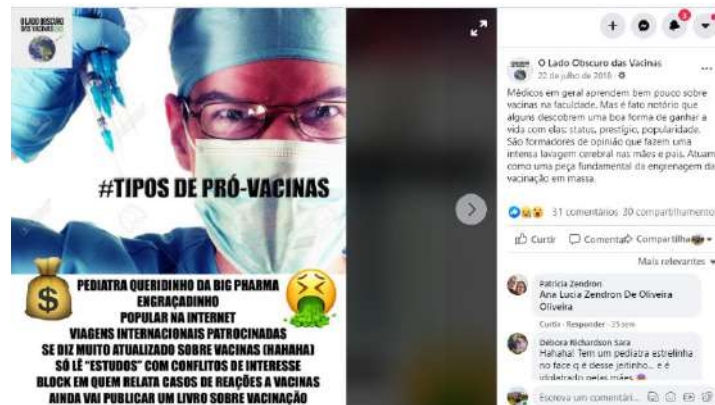 O LADO OBSCURO
DAS VACINAS
#TIPOS DE PRÓ-VACINAS
$
PEDIATRA QUERIDINHO DA BIG PHARMA
ENGRAÇADINHO
POPULAR NA INTERNET
VIAGENS INTERNACIONAIS PATROCINADAS
SE DIZ MUITO ATUALIZADO SOBRE VACINAS (HAHAHA)
SÓ LÊ "ESTUDOS" COM CONFLITOS DE INTERESSE
BLOCK EM QUEM RELATA CASOS DE REAÇÕES A VACINAS
AINDA VAI PUBLICAR UM LIVRO SOBRE VACINAÇÃO
O Lado Obscuro das Vacinas
22 de julho de 2018
Médicos em geral aprendem bem pouco sobre
vacinas na faculdade. Mas é fato notório que
alguns descobrem uma boa forma de ganhar a
vida com elas: status, prestígio, popularidade.
São formadores de opinião que fazem uma
intensa lavagem cerebral nas mães e pais. Atuam
como uma peça fundamental da engrenagem da
vacinação em massa.
31 comentários 30 compartilhamento
Curtir Comentar Compartilha
Mais relevantes
Patricia Zendron
Ana Lucia Zendron De Oliveira
Oliveira
Curtir · Responder ·
Débora Richardson Sara
Hahaha! Tem um pediatra estrelinha
no face q é desse jeitinho... e é
idolatrado pelas mães
Escreva um comentári...